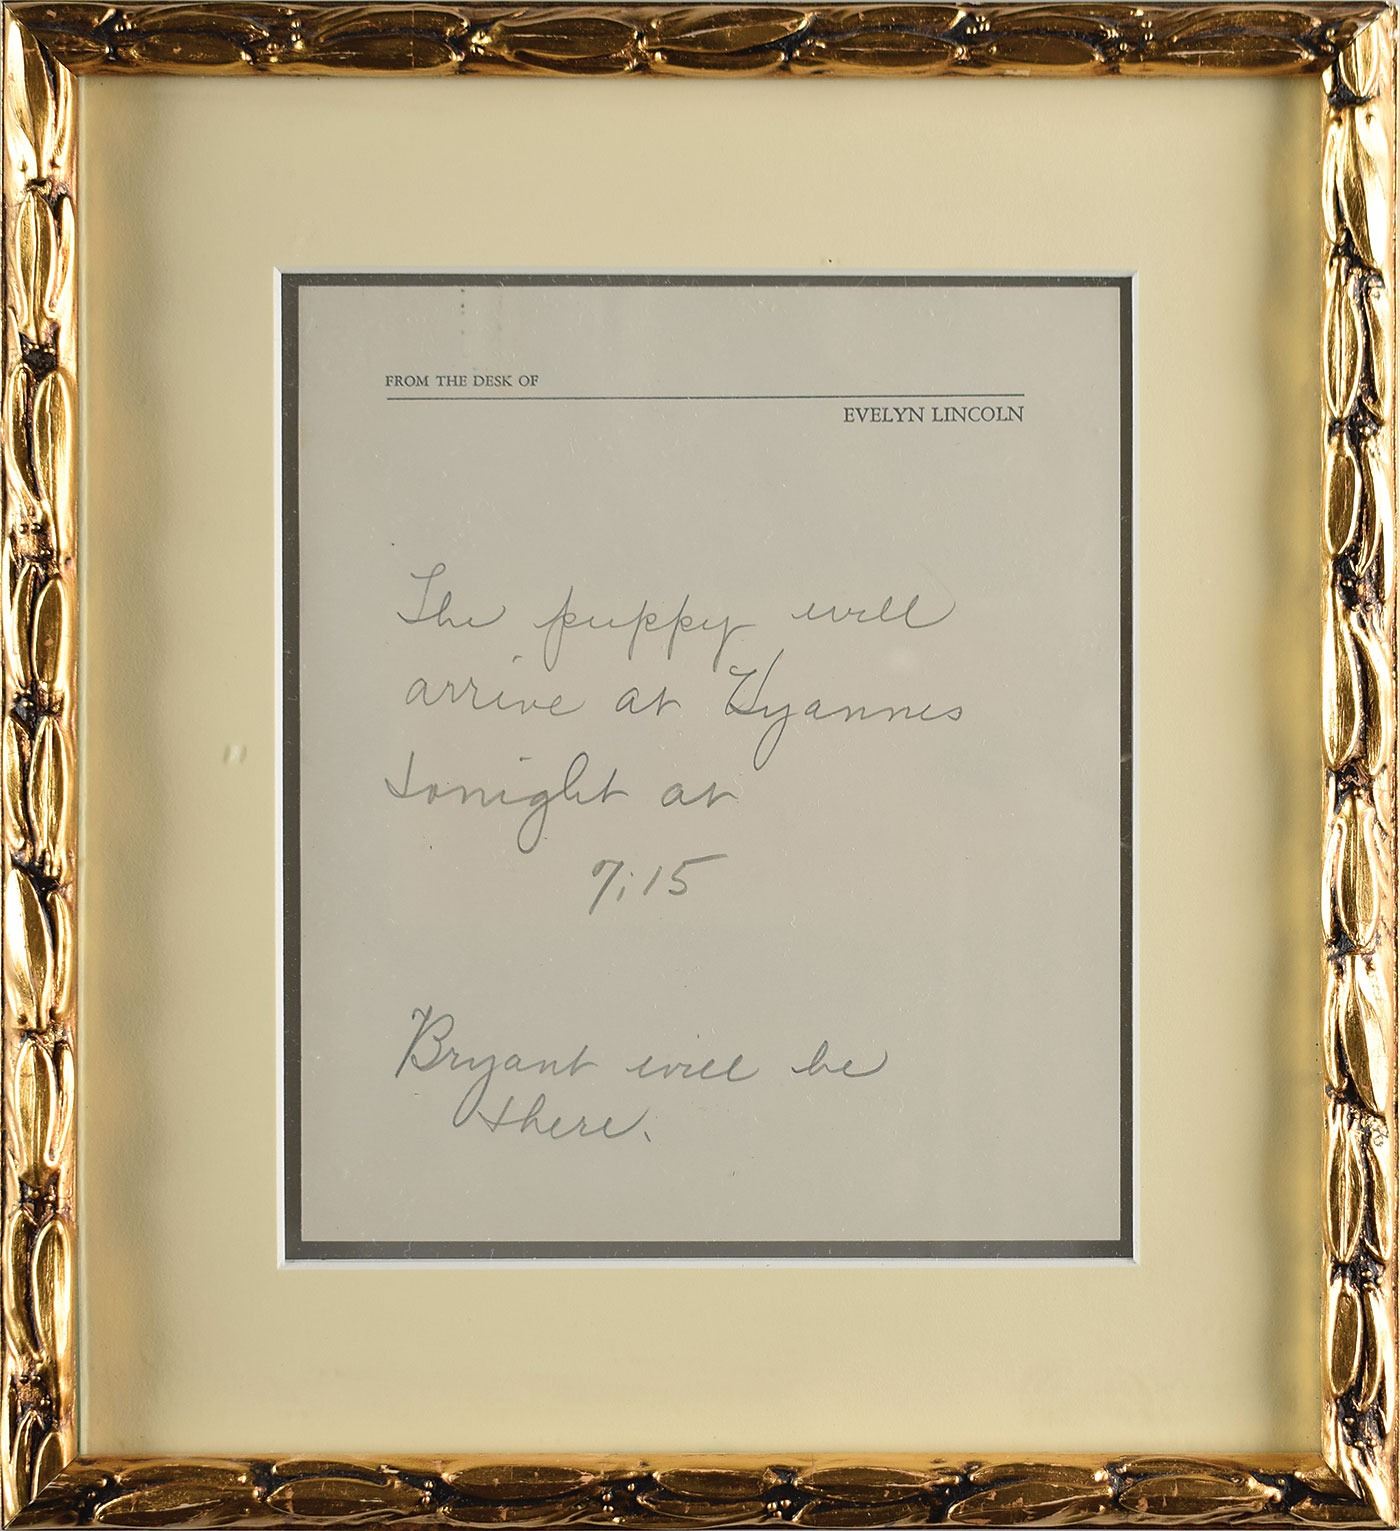 FROM THE DESK OF
EVELYN LINCOLN
The puppy will
arrive at Hyannis
tonight at
7:15
Bryant will be
there.